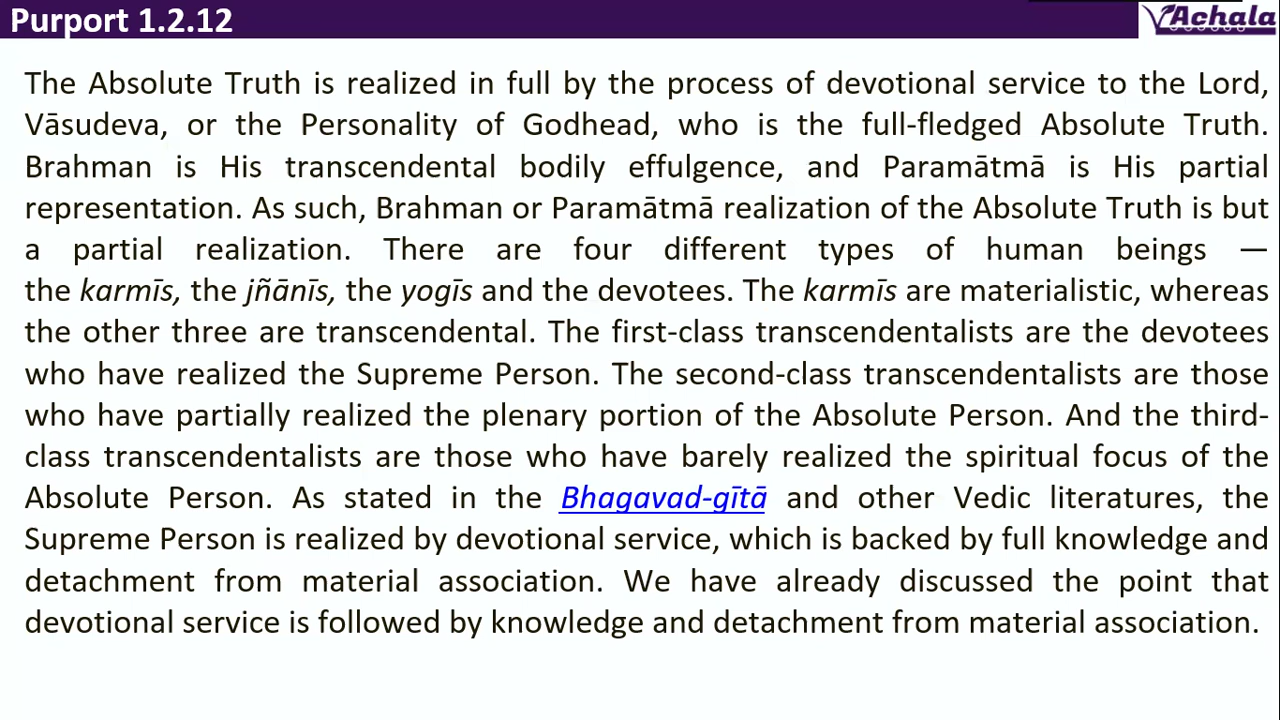 Purport 1.2.12
Achala
The Absolute Truth is realized in full by the process of devotional service to the Lord,
Vāsudeva, or the Personality of Godhead, who is the full-fledged Absolute Truth.
Brahman is His transcendental bodily effulgence, and Paramātmā is His partial
representation. As such, Brahman or Paramātmā realization of the Absolute Truth is but
a partial realization. There are four different types of human beings —
the karmīs, the jñānīs, the yogīs and the devotees. The karmīs are materialistic, whereas
the other three are transcendental. The first-class transcendentalists are the devotees
who have realized the Supreme Person. The second-class transcendentalists are those
who have partially realized the plenary portion of the Absolute Person. And the third-
class transcendentalists are those who have barely realized the spiritual focus of the
Absolute Person. As stated in the Bhagavad-gītā and other Vedic literatures, the
Supreme Person is realized by devotional service, which is backed by full knowledge and
detachment from material association. We have already discussed the point that
devotional service is followed by knowledge and detachment from material association.